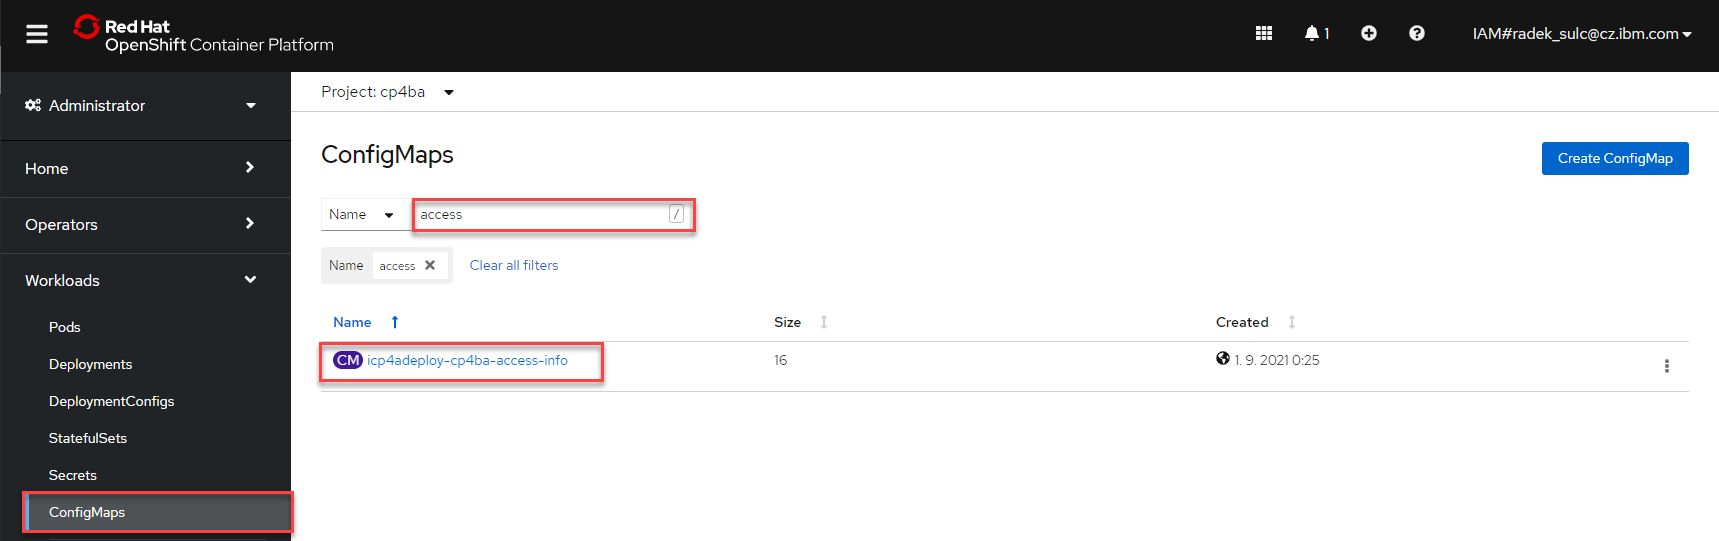 Red Hat
OpenShift Container Platform
1
IAM#radek_sulc@cz.ibm.com
Administrator
Home
Operators
Workloads
Pods
Deployments
DeploymentConfigs
StatefulSets
Secrets
ConfigMaps
Project: cp4ba
ConfigMaps
Create ConfigMap
Name access /
Name access Clear all filters
Name Size Created
CM icp4adeploy-cp4ba-access-info 16 1. 9. 2021 0:25